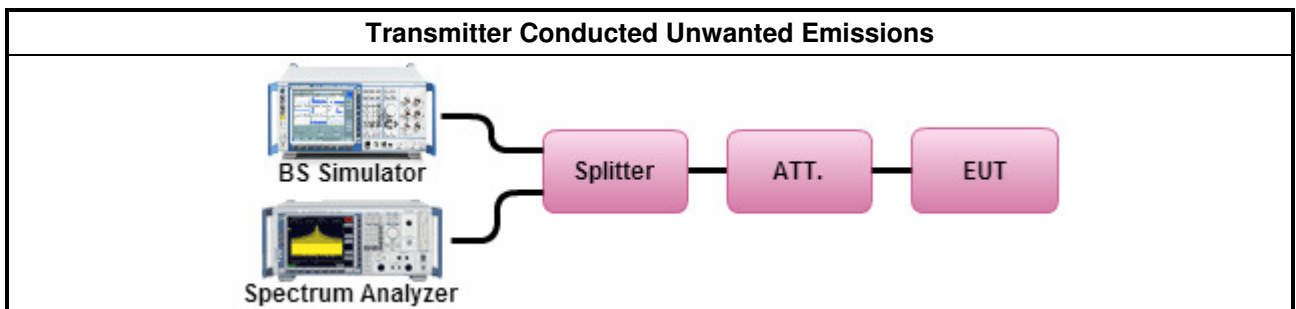 Transmitter Conducted Unwanted Emissions
BS Simulator
Splitter
ATT.
EUT
Spectrum Analyzer